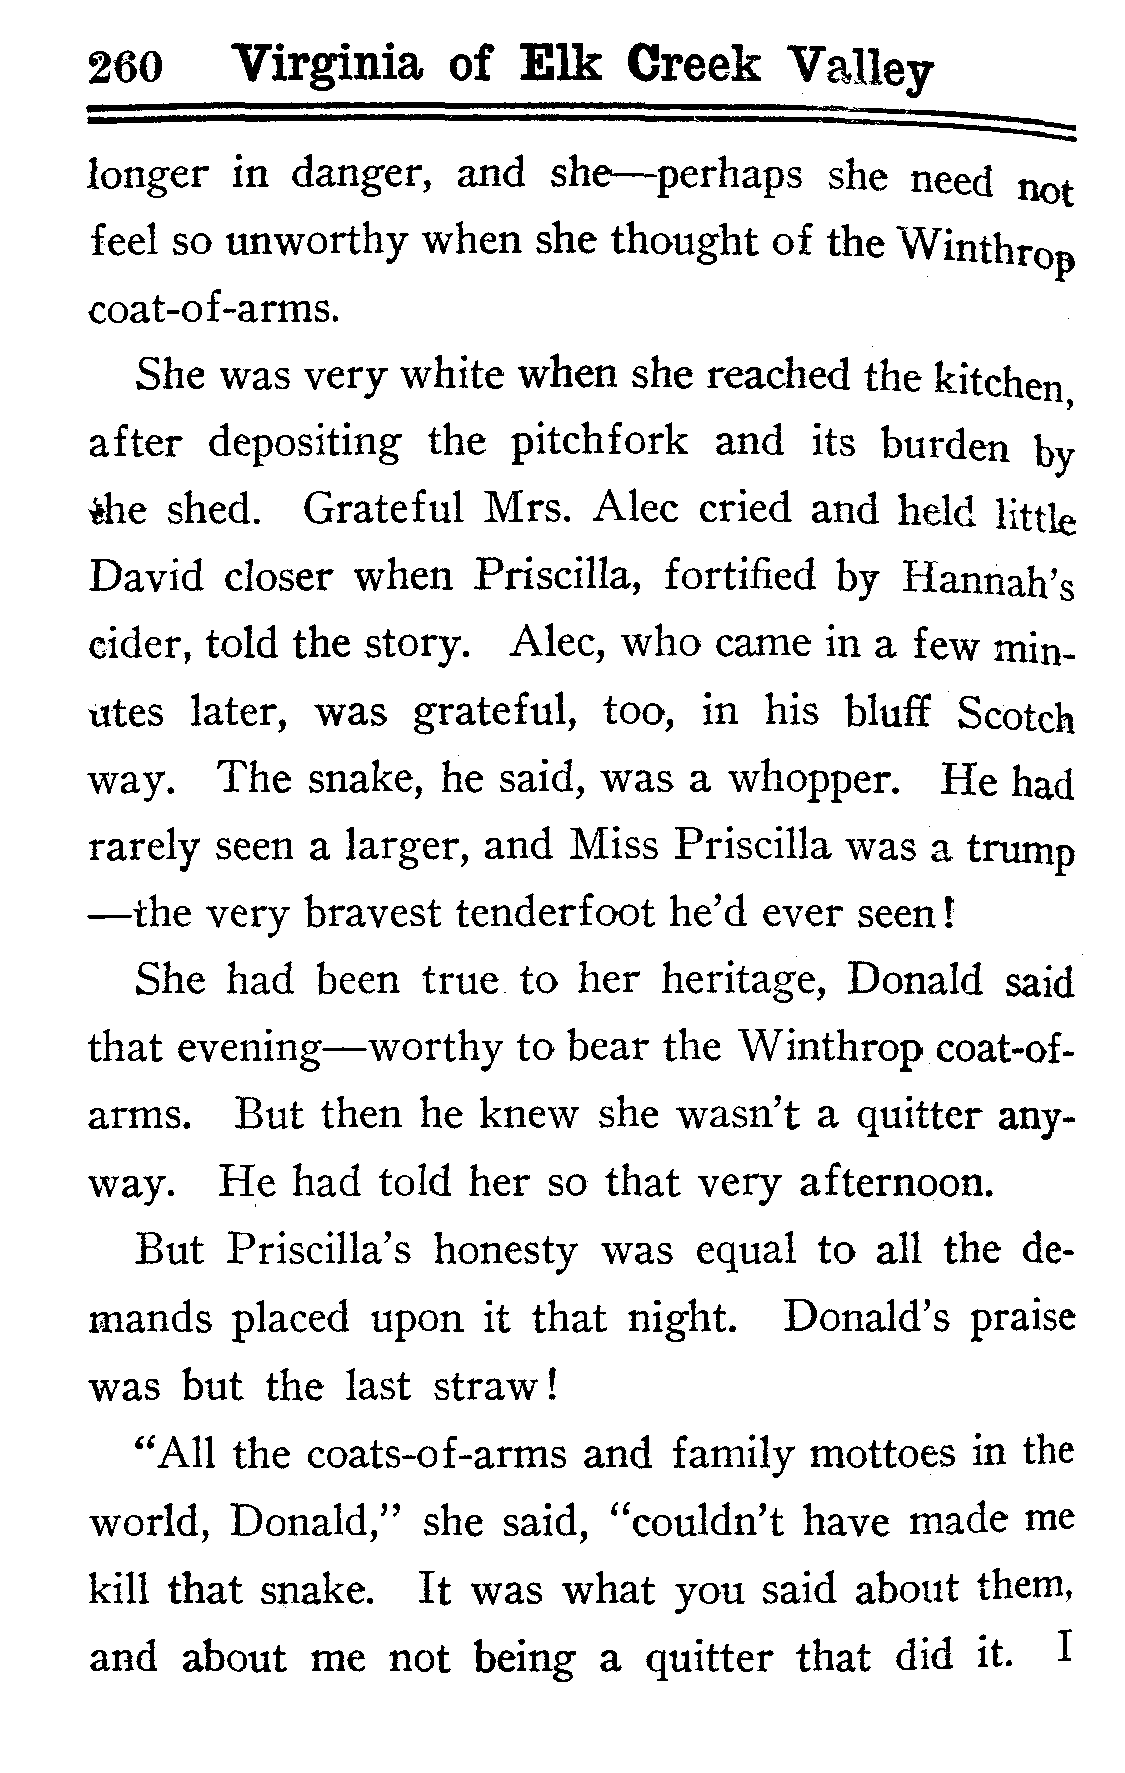 260 Virginia of Elk Creek Valley
longer in danger, and she—perhaps she need not
feel so unworthy when she thought of the Winthrop
coat-of-arms.
She was very white when she reached the kitchen,
after depositing the pitchfork and its burden by
the shed. Grateful Mrs. Alec cried and held little
David closer when Priscilla, fortified by Hannah's
cider, told the story. Alec, who came in a few min-
utes later, was grateful, too, in his bluff Scotch
way. The snake, he said, was a whopper. He had
rarely seen a larger, and Miss Priscilla was a trump
—the very bravest tenderfoot he'd ever seen!
She had been true to her heritage, Donald said
that evening—worthy to bear the Winthrop coat-of-
arms. But then he knew she wasn't a quitter any-
way. He had told her so that very afternoon.
But Priscilla's honesty was equal to all the de-
mands placed upon it that night. Donald's praise
was but the last straw!
"All the coats-of-arms and family mottoes in the
world, Donald," she said, "couldn't have made me
kill that snake. It was what you said about them,
and about me not being a quitter that did it. I